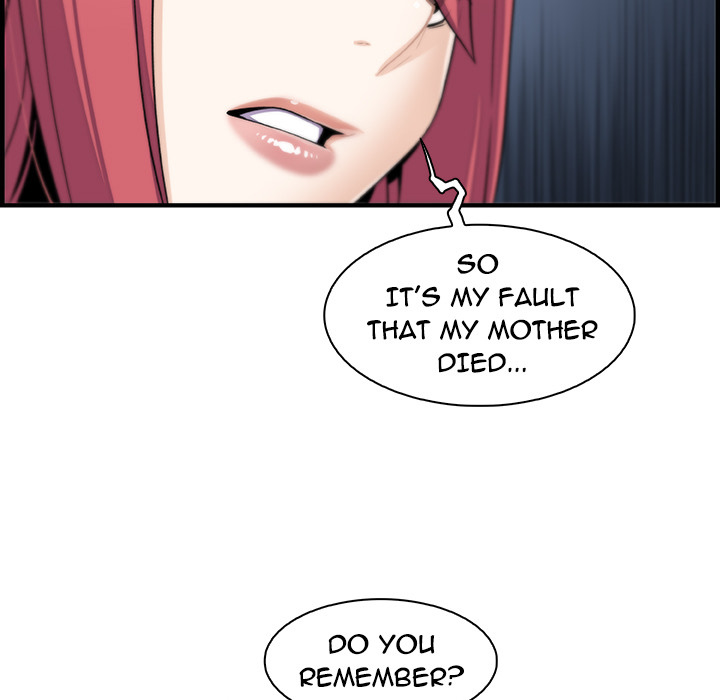 SO
IT'S MY FAULT
THAT MY MOTHER
DIED...
DO YOU
REMEMBER?